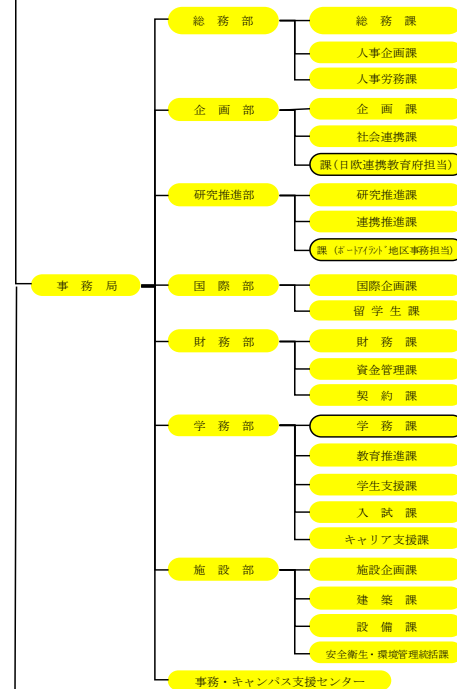 総務部
総務課
人事企画課
人事労務課
企画部
企画課
社会連携課
課(日欧連携教育府担当)
研究推進部
研究推進課
連携推進課
課(ﾎﾟｰﾄｱｲﾗﾝﾄﾞ地区事務担当)
事務局
国際部
国際企画課
留学生課
財務部
財務課
資金管理課
契約課
学務部
学務課
教育推進課
学生支援課
入試課
キャリア支援課
施設部
施設企画課
建築課
設備課
安全衛生・環境管理統括課
事務・キャンパス支援センター